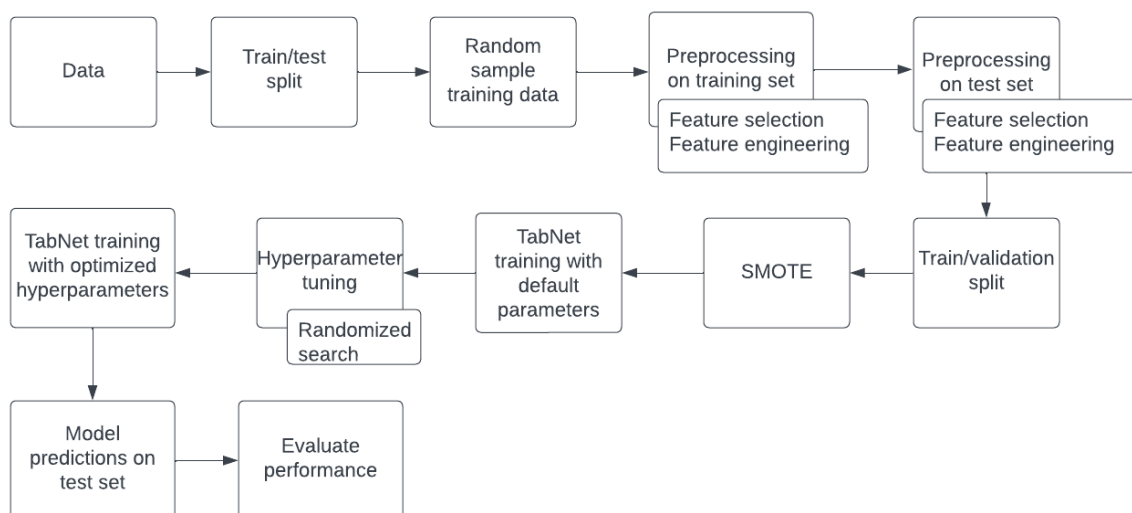 Data
Train/test
split
Random
sample
training data
Preprocessing
on training set
Feature selection
Feature engineering
Preprocessing
on test set
Feature selection
Feature engineering
Train/validation
split
SMOTE
TabNet
training with
default
parameters
Hyperparameter
tuning
Randomized
search
TabNet training
with optimized
hyperparameters
Model
predictions on
test set
Evaluate
performance